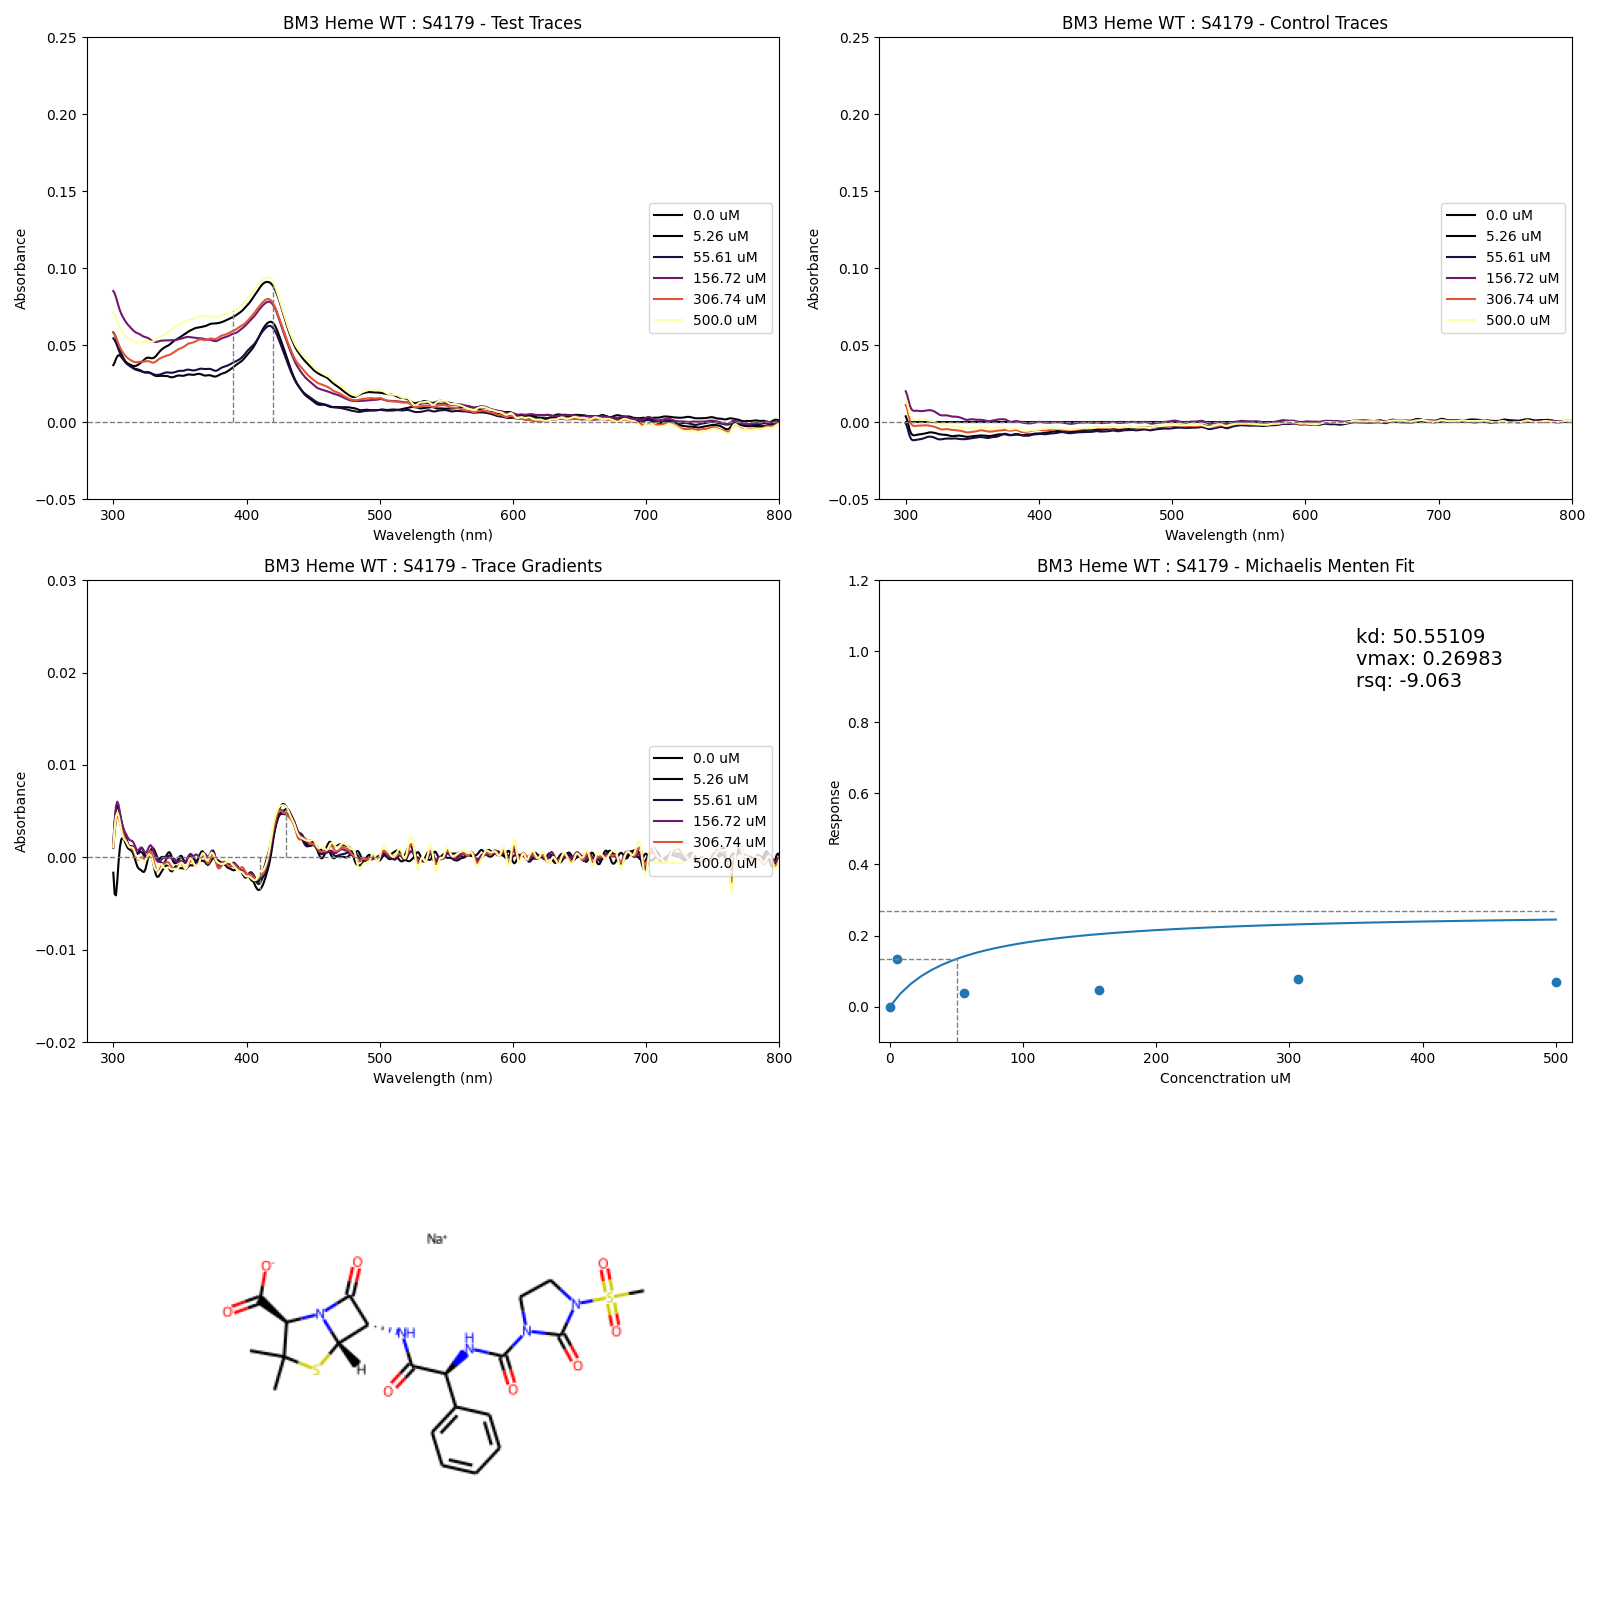 BM3 Heme WT : S4179 - Test Traces
Absorbance
0.25
0.20
0.15
0.10
0.05
0.00
−0.05
300 400 500 600 700 800
Wavelength (nm)
0.0 uM
5.26 uM
55.61 uM
156.72 uM
306.74 uM
500.0 uM
BM3 Heme WT : S4179 - Control Traces
Absorbance
0.25
0.20
0.15
0.10
0.05
0.00
−0.05
300 400 500 600 700 800
Wavelength (nm)
0.0 uM
5.26 uM
55.61 uM
156.72 uM
306.74 uM
500.0 uM
BM3 Heme WT : S4179 - Trace Gradients
Absorbance
0.03
0.02
0.01
0.00
−0.01
−0.02
300 400 500 600 700 800
Wavelength (nm)
0.0 uM
5.26 uM
55.61 uM
156.72 uM
306.74 uM
500.0 uM
BM3 Heme WT : S4179 - Michaelis Menten Fit
Response
1.2
1.0
0.8
0.6
0.4
0.2
0.0
0 100 200 300 400 500
Concenctration uM
kd: 50.55109
vmax: 0.26983
rsq: -9.063
Na⁺
O⁻ O O
O N N S
NH H N O
S H N O
O O